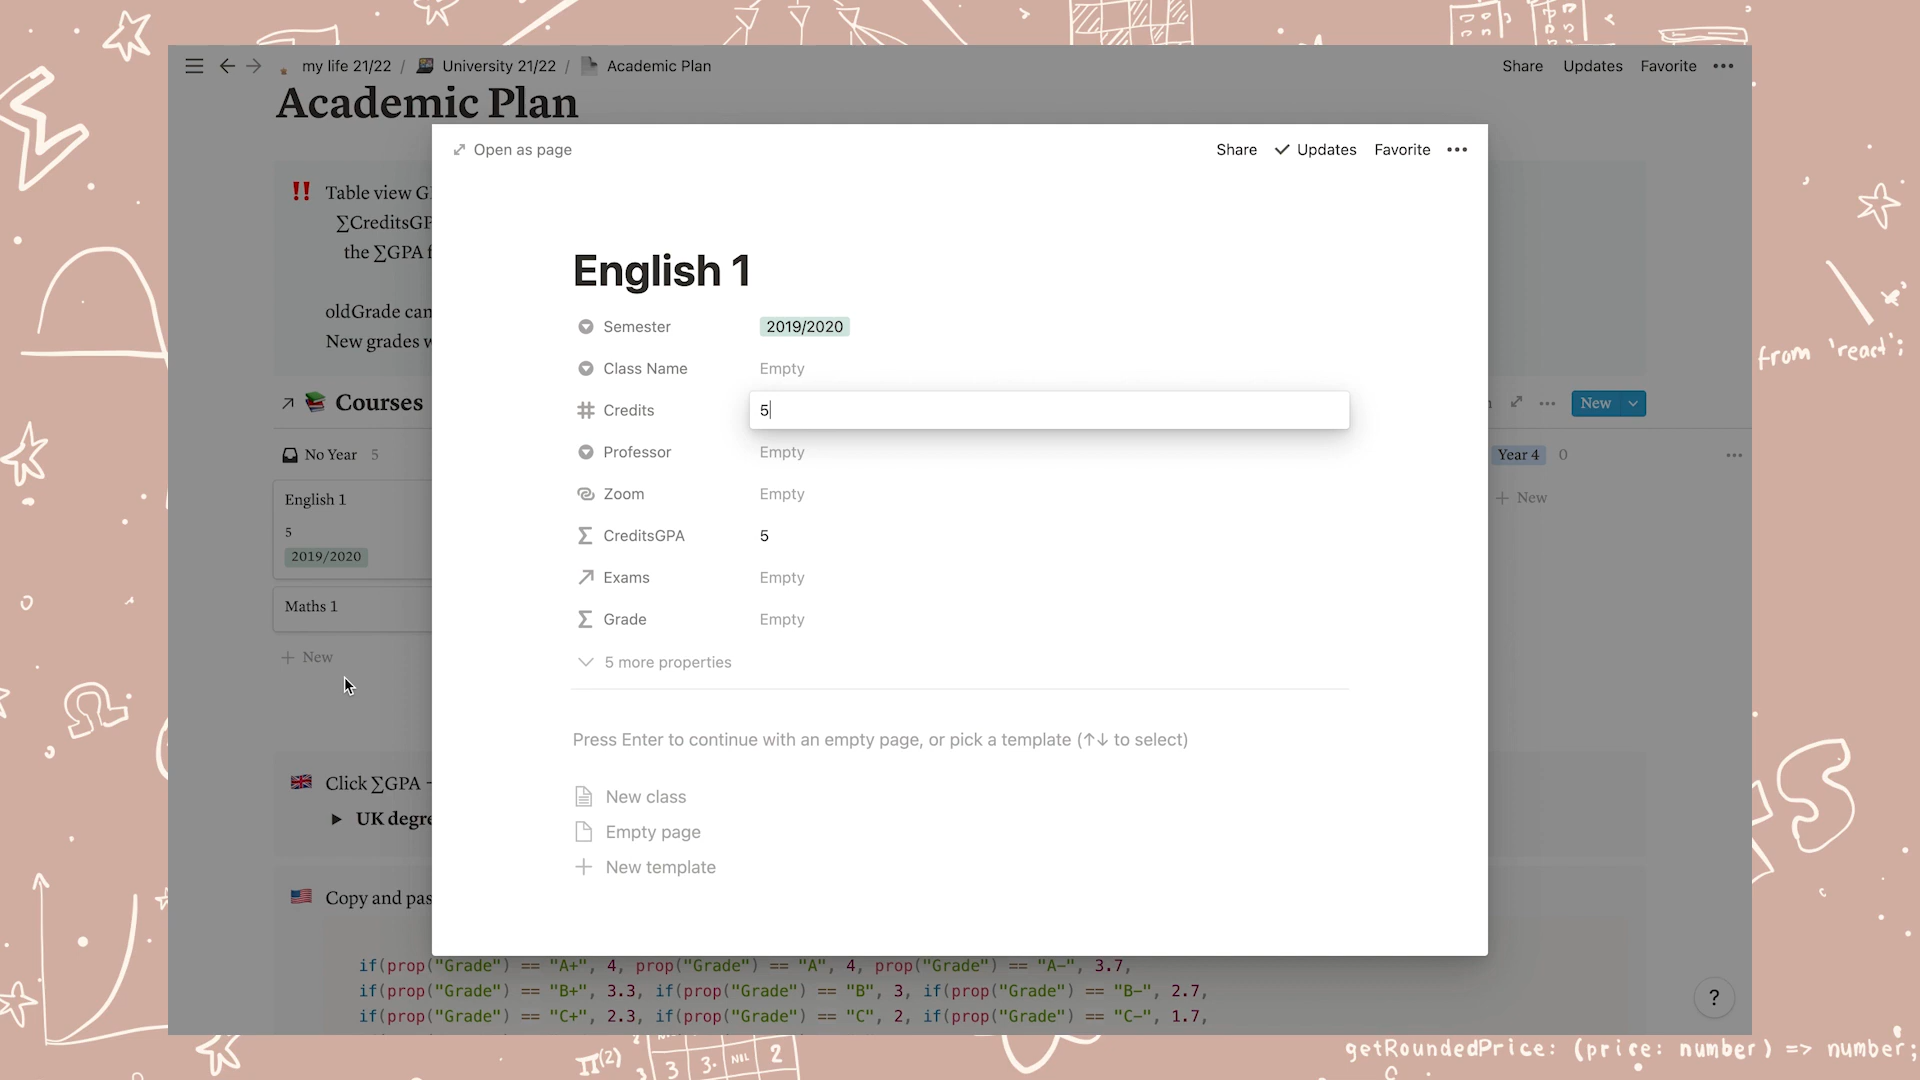 my life 21/22 / University 21/22 / Academic Plan
Share Updates Favorite
Academic Plan
Table view G
∑CreditsGP
the ∑GPA f
oldGrade can
New grades w
Courses
New
No Year 5
English 1
5
2019/2020
Maths 1
+ New
Year 4 0
+ New
Open as page
Share Updates Favorite
English 1
Semester 2019/2020
Class Name Empty
Credits 5
Professor Empty
Zoom Empty
CreditsGPA 5
Exams Empty
Grade Empty
5 more properties
Press Enter to continue with an empty page, or pick a template (↑↓ to select)
New class
Empty page
New template
Click ∑GPA -
UK degre
Copy and pas
if(prop("Grade") == "A+", 4, prop("Grade") == "A", 4, prop("Grade") == "A-", 3.7,
if(prop("Grade") == "B+", 3.3, if(prop("Grade") == "B", 3, if(prop("Grade") == "B-", 2.7,
if(prop("Grade") == "C+", 2.3, if(prop("Grade") == "C", 2, if(prop("Grade") == "C-", 1.7,
?
from 'react';
π(2)
3 3. NIL 2
getRoundedPrice: (price: number) => number;